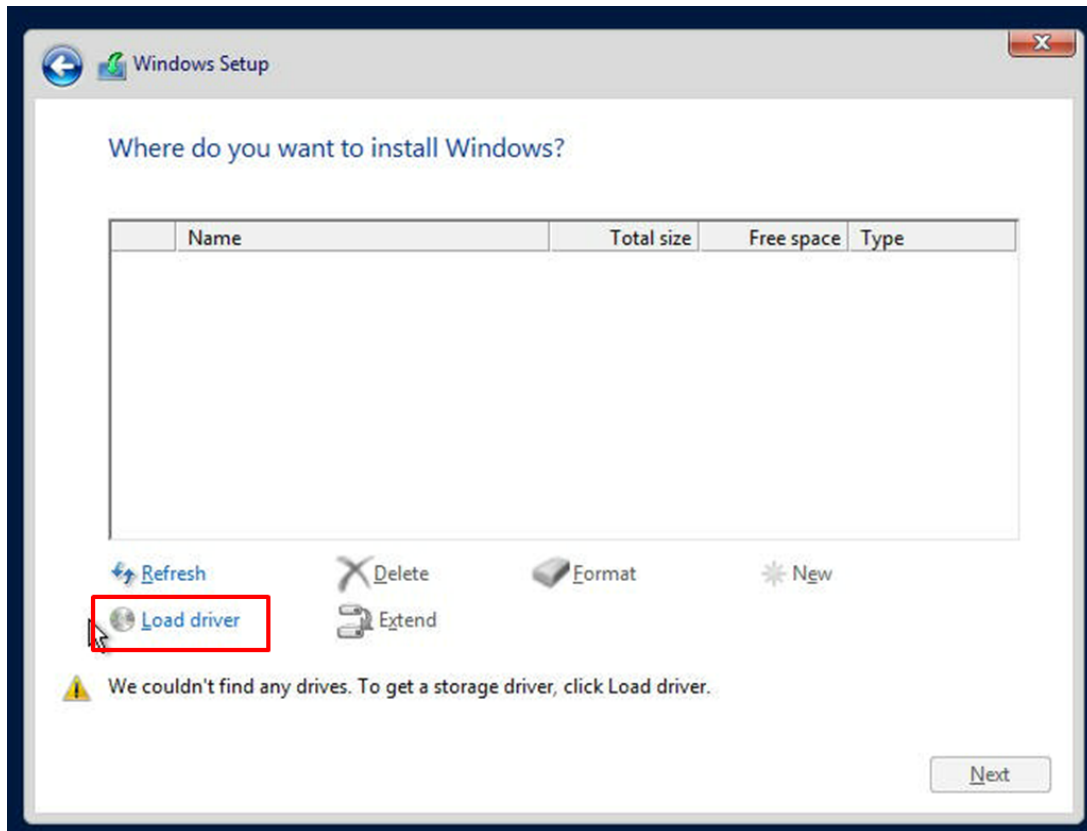 Windows Setup
Where do you want to install Windows?
Name Total size Free space Type
Refresh Delete Format New
Load driver Extend
We couldn't find any drives. To get a storage driver, click Load driver.
Next